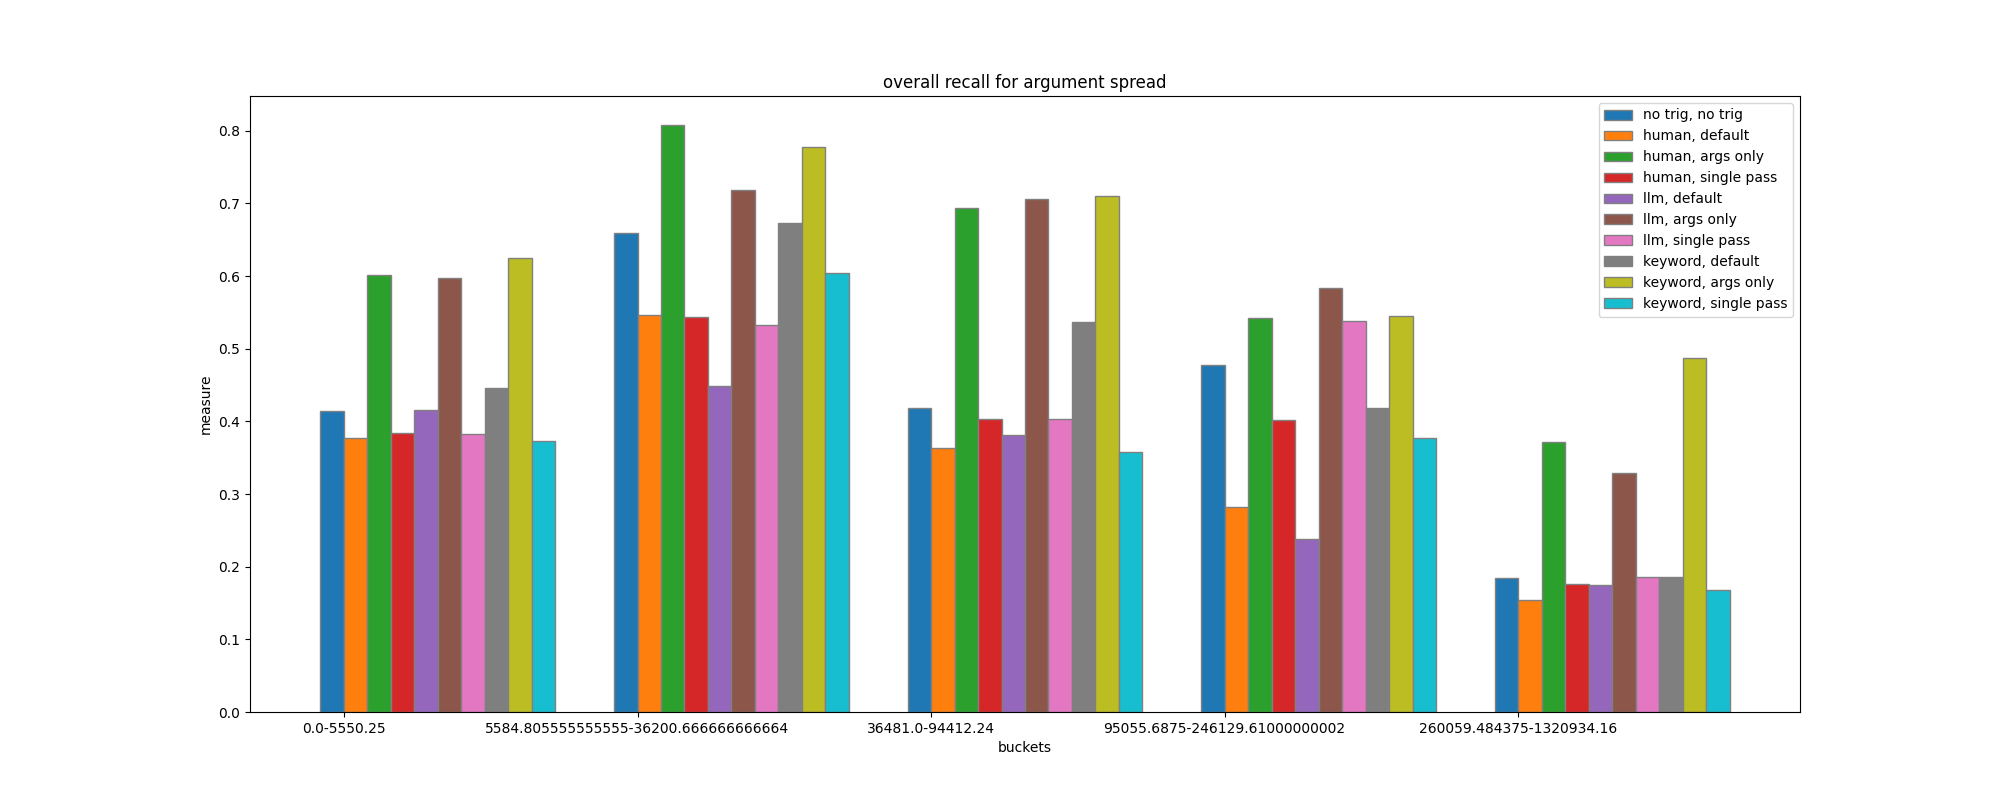 overall recall for argument spread
measure
0.8
0.7
0.6
0.5
0.4
0.3
0.2
0.1
0.0
no trig, no trig
human, default
human, args only
human, single pass
llm, default
llm, args only
llm, single pass
keyword, default
keyword, args only
keyword, single pass
0.0-5550.25
5584.805555555555-36200.666666666664
36481.0-94412.24
95055.6875-246129.61000000002
260059.484375-1320934.16
buckets